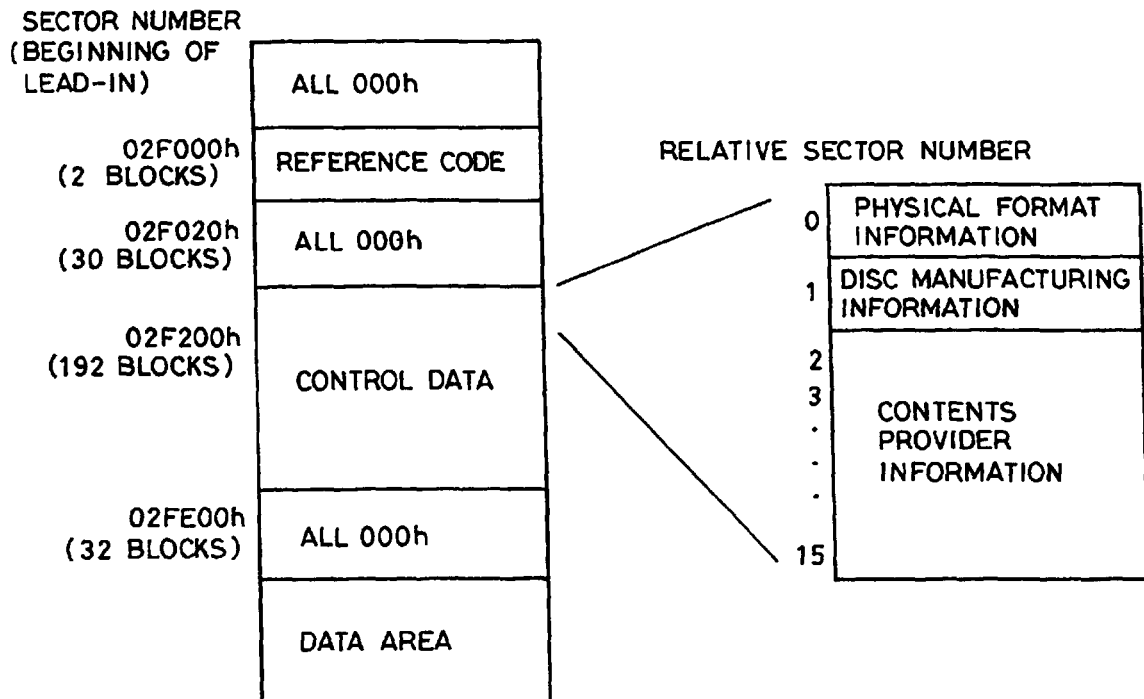 SECTOR NUMBER
(BEGINNING OF
LEAD-IN)
ALL 000h
02F000h
(2 BLOCKS)
REFERENCE CODE
02F020h
(30 BLOCKS)
ALL 000h
02F200h
(192 BLOCKS)
CONTROL DATA
02FE00h
(32 BLOCKS)
ALL 000h
DATA AREA
RELATIVE SECTOR NUMBER
0
PHYSICAL FORMAT
INFORMATION
1
DISC MANUFACTURING
INFORMATION
2
3
.
.
.
.
15
CONTENTS
PROVIDER
INFORMATION